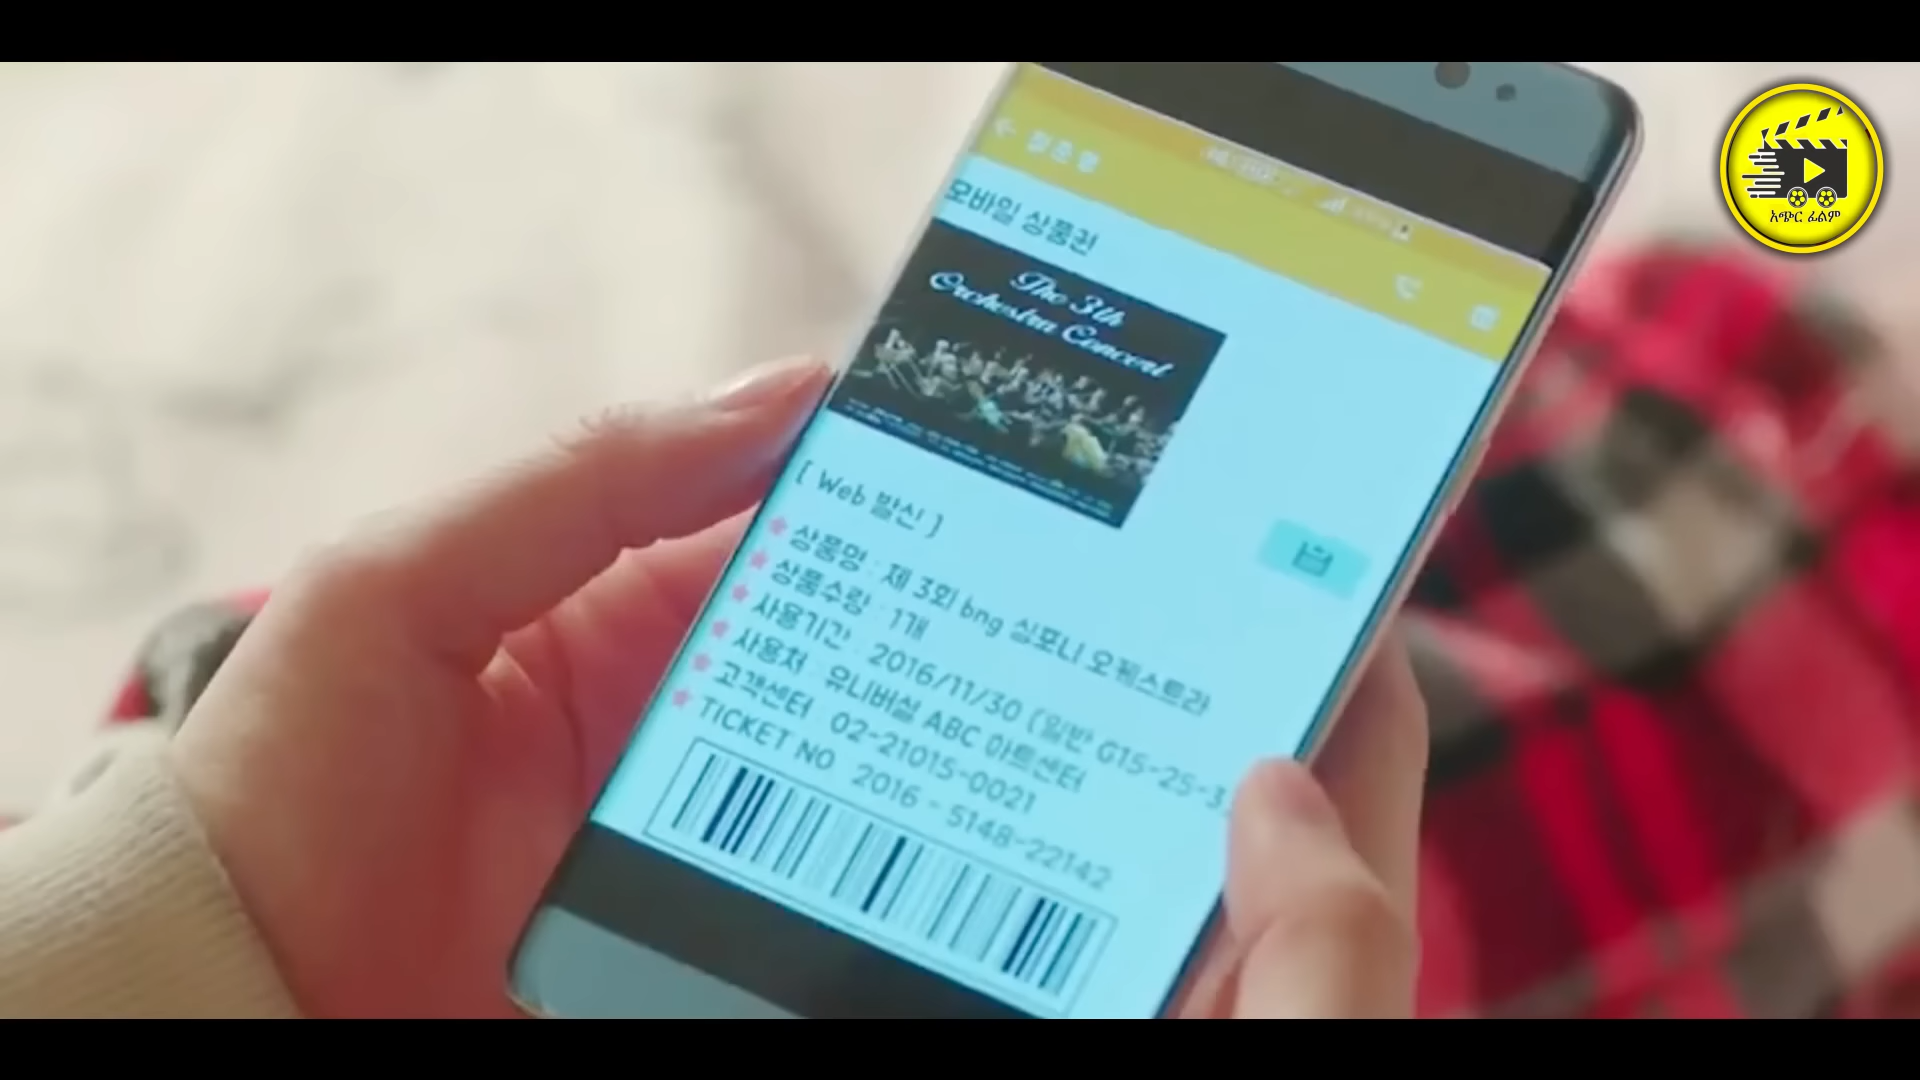 አጭር ፊልም
모바일 상품권
The 3th
Orchestra Concert
[ Web 발신 ]
상품명 : 제 3회 bng 심포니 오케스트라
상품수량 : 1개
사용기간 : 2016/11/30 (일반 G15-25-3
사용처 : 유니버설 ABC 아트센터
고객센터 : 02-21015-0021
TICKET NO 2016 - 5148-22142